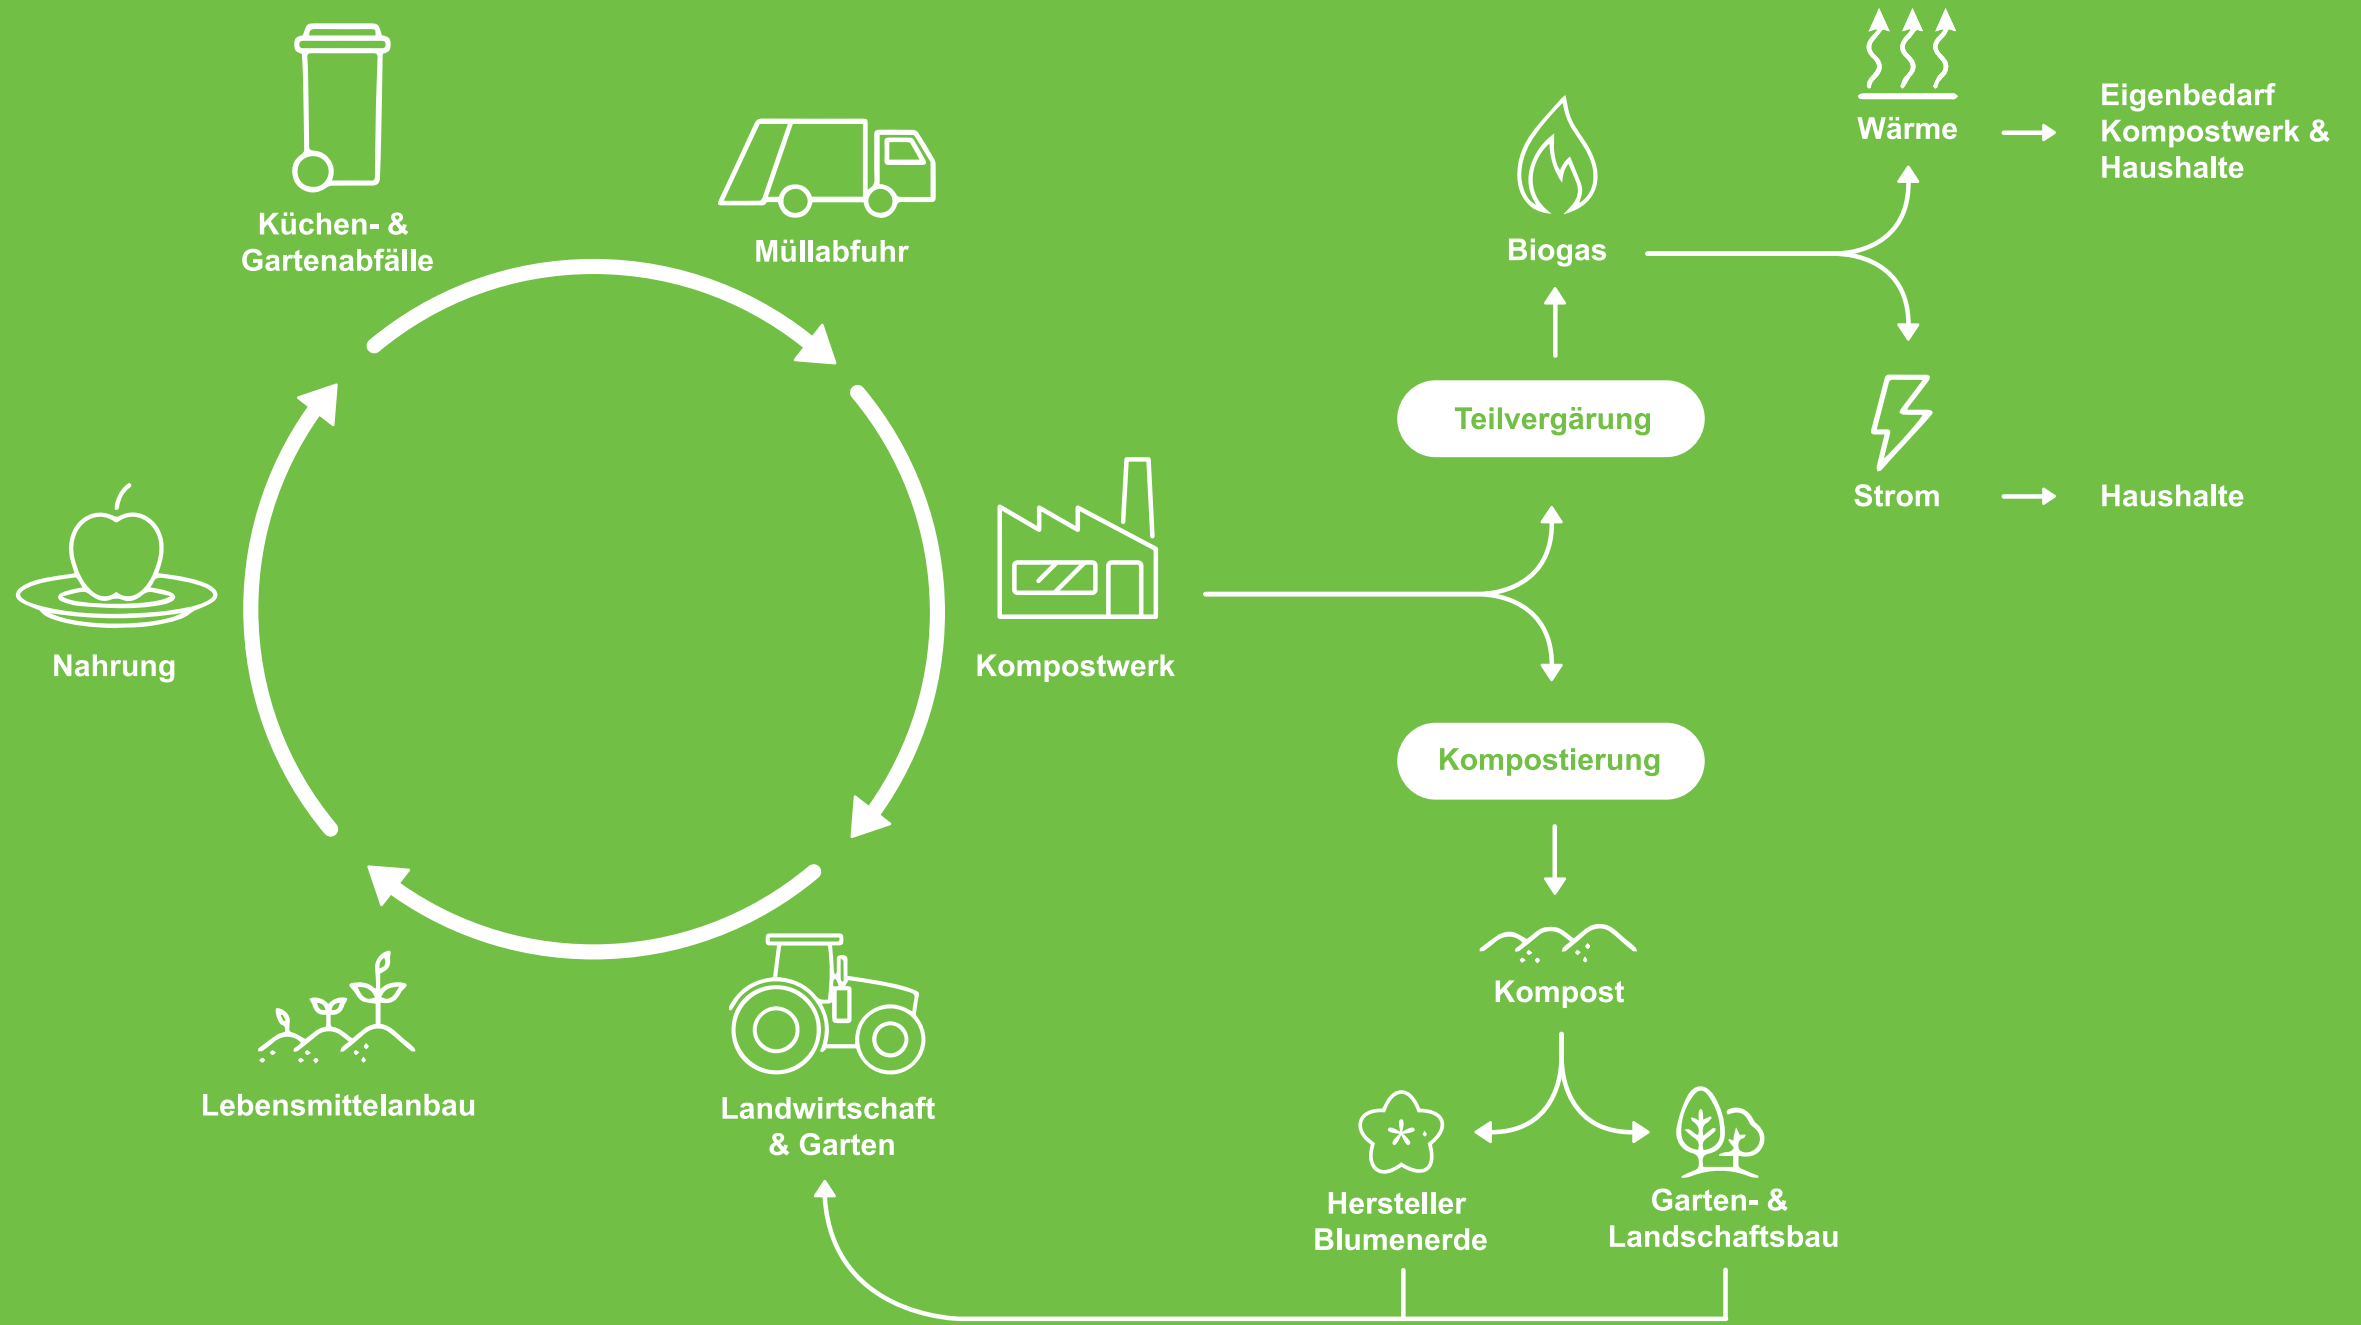 Küchen- &
Gartenabfälle
Müllabfuhr
Nahrung
Kompostwerk
Lebensmittelanbau
Landwirtschaft
& Garten
Wärme
Eigenbedarf
Kompostwerk &
Haushalte
Biogas
Teilvergärung
Strom
Haushalte
Kompostierung
Kompost
Hersteller
Blumenerde
Garten- &
Landschaftsbau